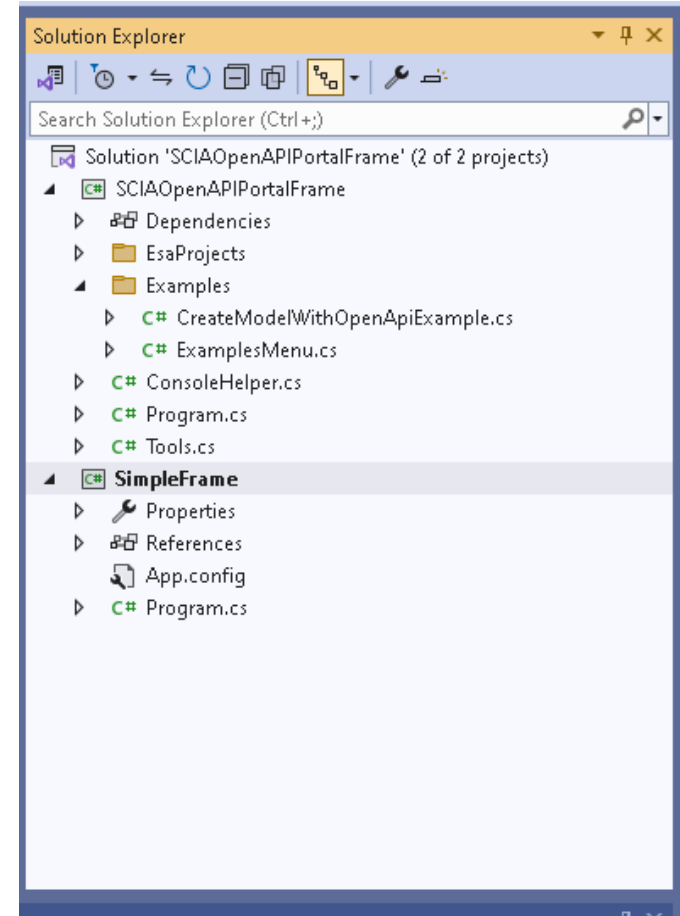 Solution Explorer
Search Solution Explorer (Ctrl+;)
Solution 'SCIAOpenAPIPortalFrame' (2 of 2 projects)
C# SCIAOpenAPIPortalFrame
Dependencies
EsaProjects
Examples
C# CreateModelWithOpenApiExample.cs
C# ExamplesMenu.cs
C# ConsoleHelper.cs
C# Program.cs
C# Tools.cs
C# SimpleFrame
Properties
References
App.config
C# Program.cs